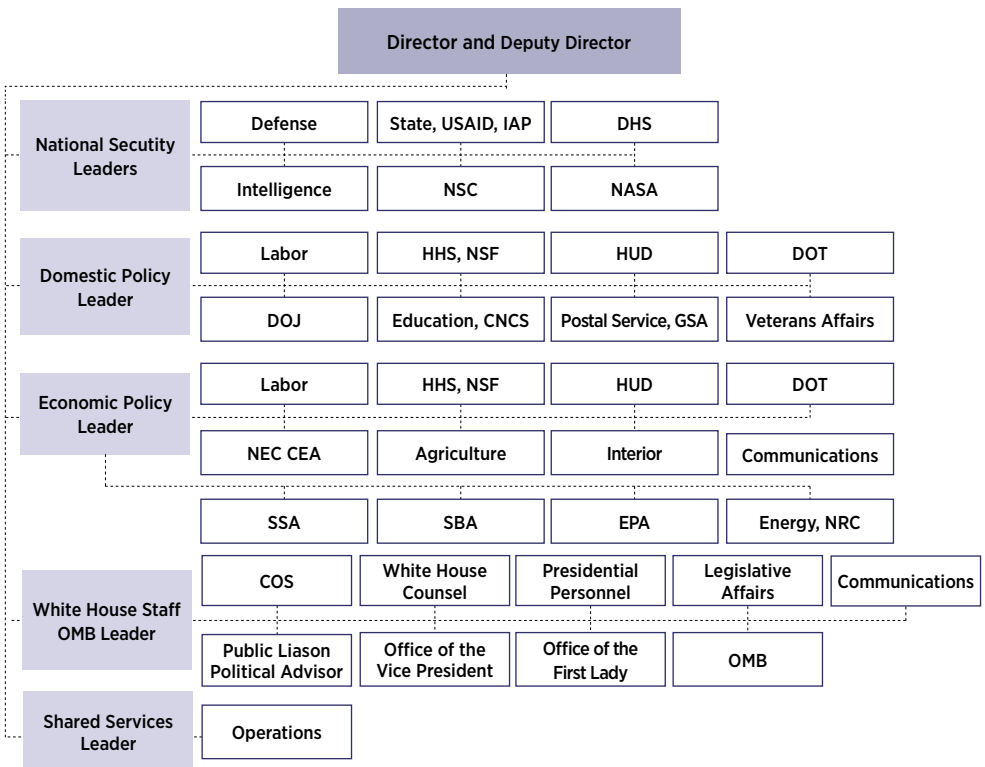 Director and Deputy Director
National Secutity
Leaders
Defense
State, USAID, IAP
DHS
Intelligence
NSC
NASA
Domestic Policy
Leader
Labor
HHS, NSF
HUD
DOT
DOJ
Education, CNCS
Postal Service, GSA
Veterans Affairs
Economic Policy
Leader
Labor
HHS, NSF
HUD
DOT
NEC CEA
Agriculture
Interior
Communications
SSA
SBA
EPA
Energy, NRC
White House Staff
OMB Leader
COS
White House
Counsel
Presidential
Personnel
Legislative
Affairs
Communications
Public Liason
Political Advisor
Office of the
Vice President
Office of the
First Lady
OMB
Shared Services
Leader
Operations